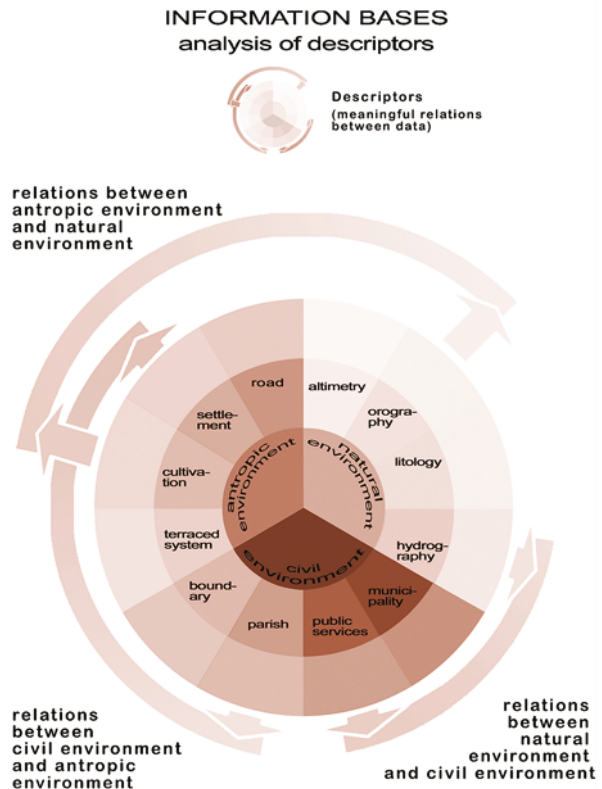 INFORMATION BASES
analysis of descriptors
Descriptors
(meaningful relations
between data)
relations between
antropic environment
and natural
environment
road
altimetry
settle-
ment
orogra-
phy
cultiva-
tion
litology
antropic
environment
natural
environment
terraced
system
hydrog-
raphy
civil
environment
bound-
ary
munici-
pality
parish
public
services
relations
between
civil environment
and antropic
environment
relations
between
natural
environment
and civil environment